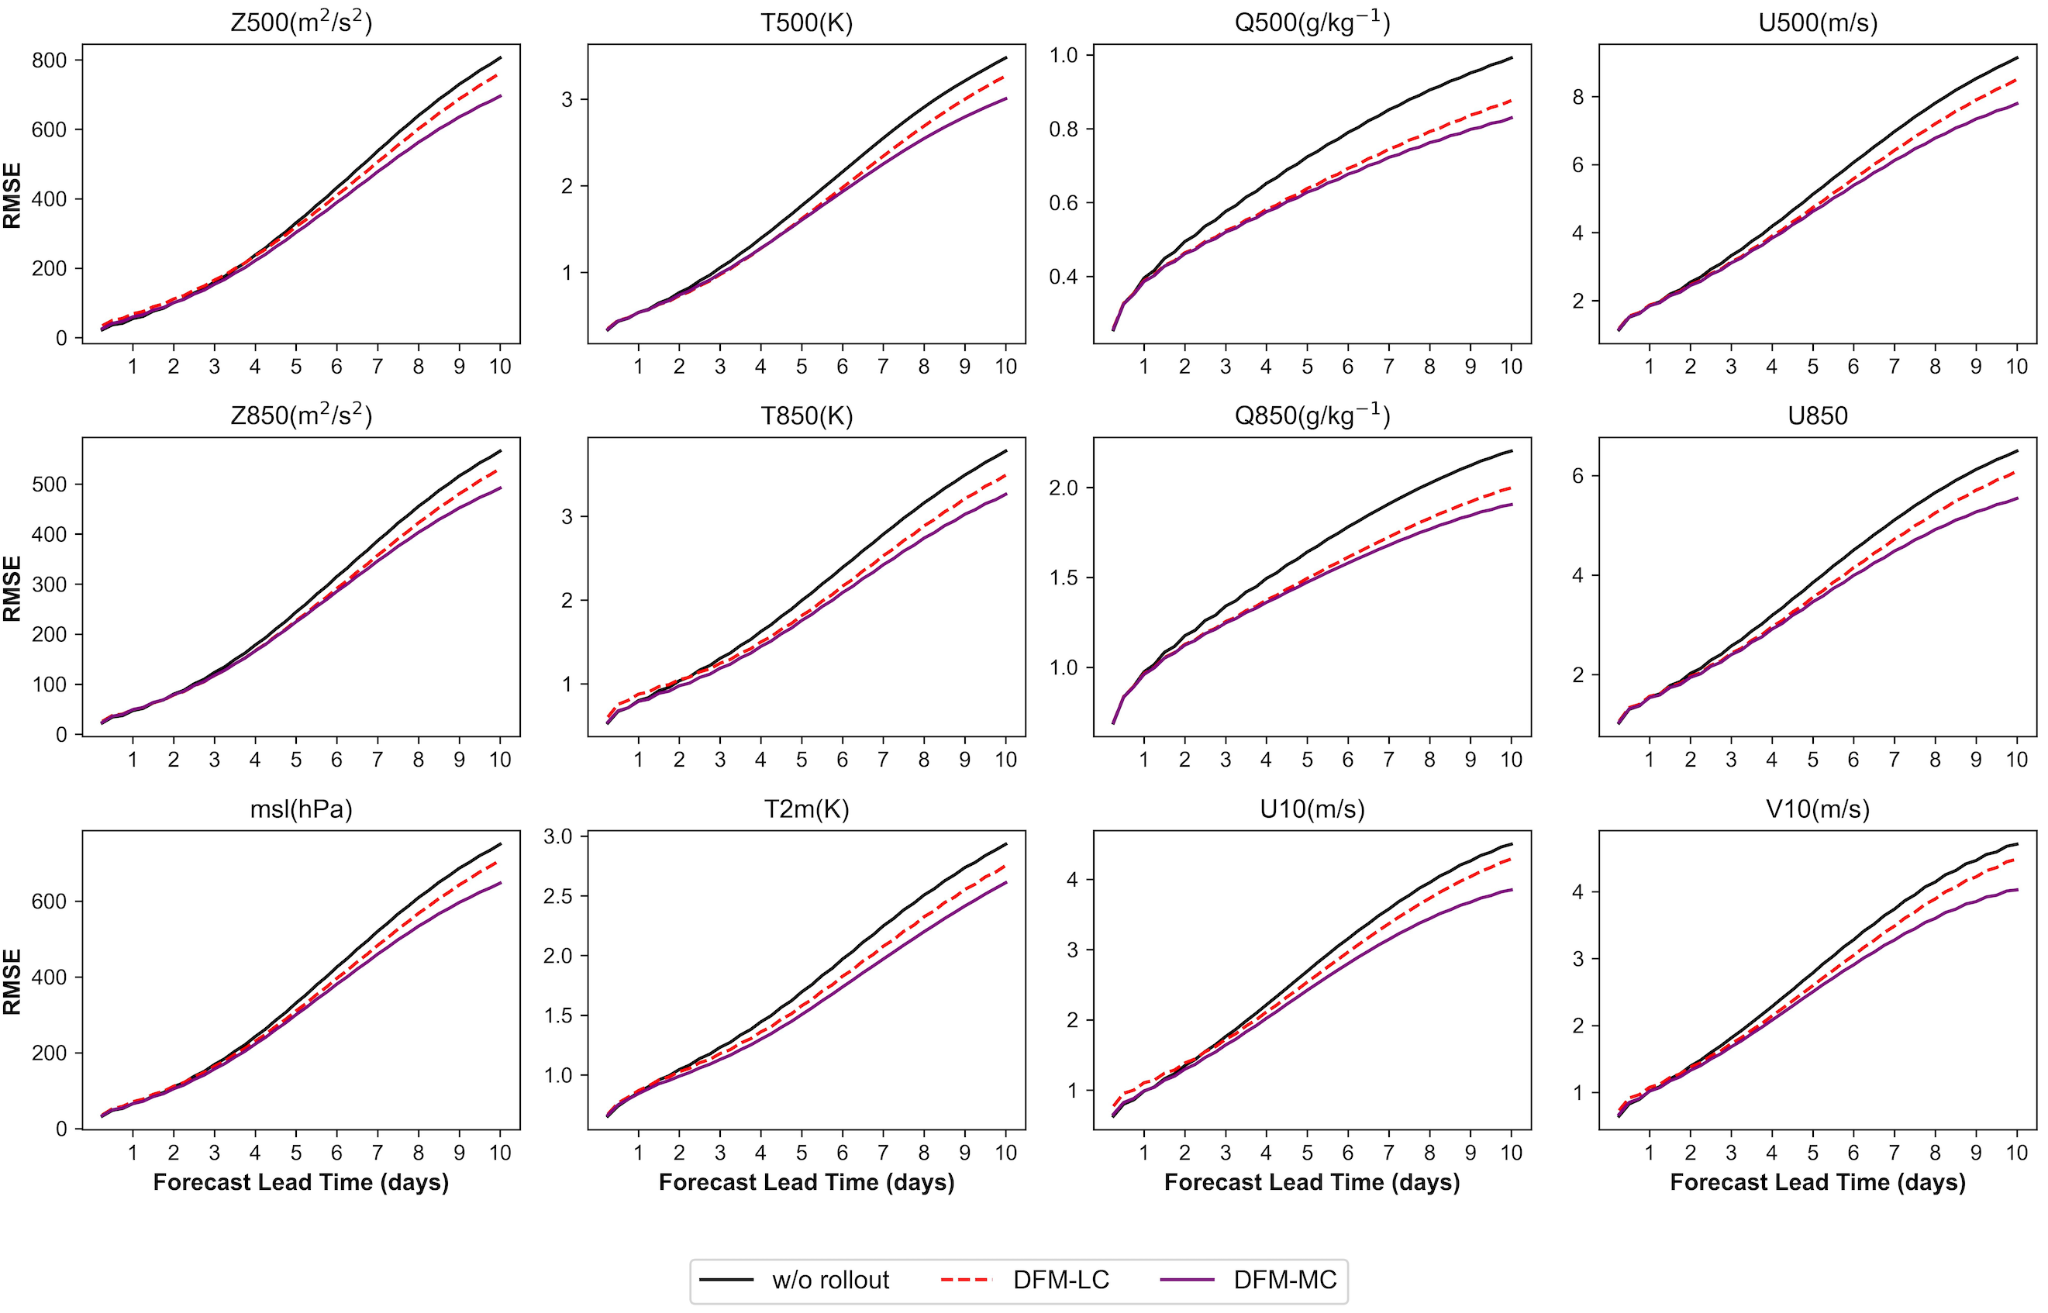 Z500(m²/s²)
T500(K)
Q500(g/kg⁻¹)
U500(m/s)
RMSE
800
600
400
200
0
1 2 3 4 5 6 7 8 9 10
3
2
1
1 2 3 4 5 6 7 8 9 10
1.0
0.8
0.6
0.4
1 2 3 4 5 6 7 8 9 10
8
6
4
2
1 2 3 4 5 6 7 8 9 10
Z850(m²/s²)
T850(K)
Q850(g/kg⁻¹)
U850
RMSE
500
400
300
200
100
0
1 2 3 4 5 6 7 8 9 10
3
2
1
1 2 3 4 5 6 7 8 9 10
2.0
1.5
1.0
1 2 3 4 5 6 7 8 9 10
6
4
2
1 2 3 4 5 6 7 8 9 10
msl(hPa)
T2m(K)
U10(m/s)
V10(m/s)
RMSE
600
400
200
0
1 2 3 4 5 6 7 8 9 10
Forecast Lead Time (days)
3.0
2.5
2.0
1.5
1.0
1 2 3 4 5 6 7 8 9 10
Forecast Lead Time (days)
4
3
2
1
1 2 3 4 5 6 7 8 9 10
Forecast Lead Time (days)
4
3
2
1
1 2 3 4 5 6 7 8 9 10
Forecast Lead Time (days)
w/o rollout DFM-LC DFM-MC